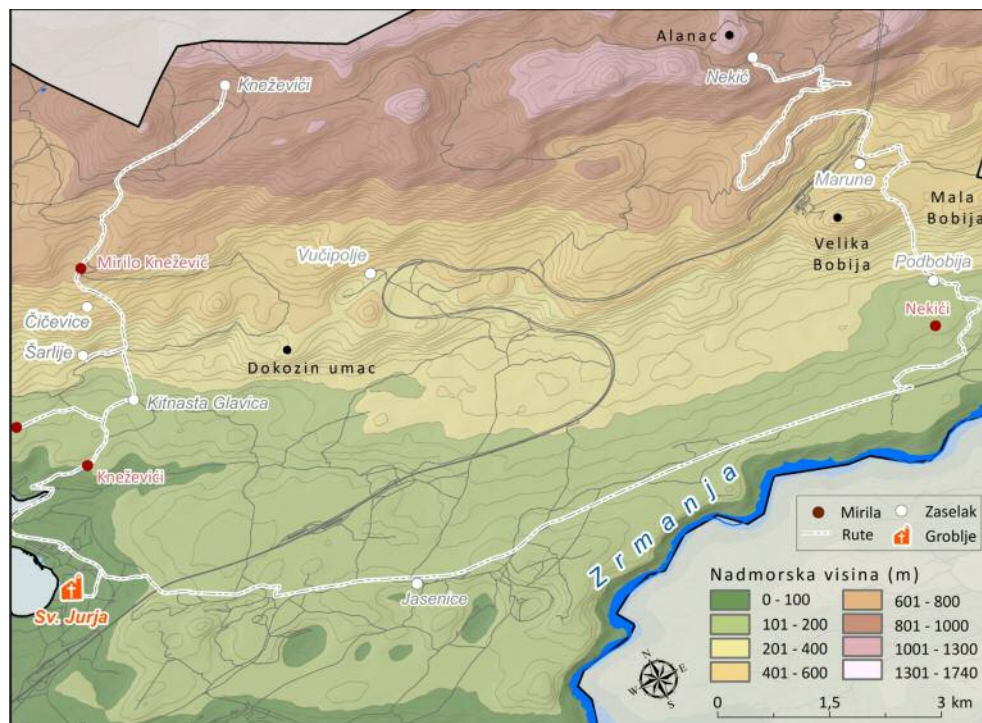 Alanac
Nekić
Kneževići
Marune
Mala
Bobija
Velika
Bobija
Vučipolje
Podbobija
Mirilo Knežević
Nekići
Čičevice
Šarlije
Dokozin umac
Kitnasta Glavica
Kneževići
Zrmanja
Sv. Jurja
Jasenice
Mirila
Zaselak
Rute
Groblje
Nadmorska visina (m)
0 - 100
601 - 800
101 - 200
801 - 1000
201 - 400
1001 - 1300
401 - 600
1301 - 1740
N
W
E
S
0
1,5
3 km